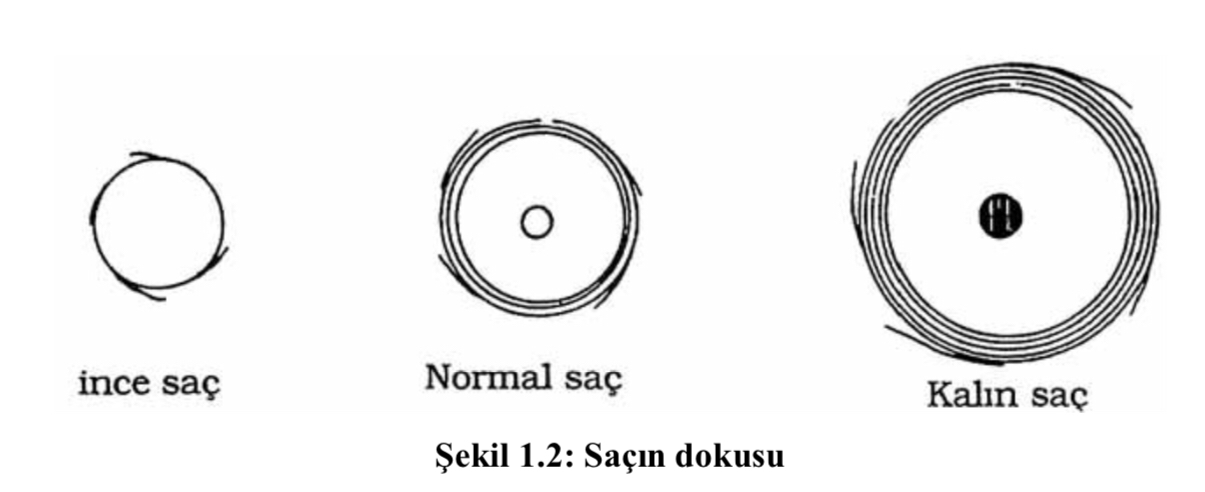 ince saç
Normal saç
Kalın saç
Şekil 1.2: Saçın dokusu